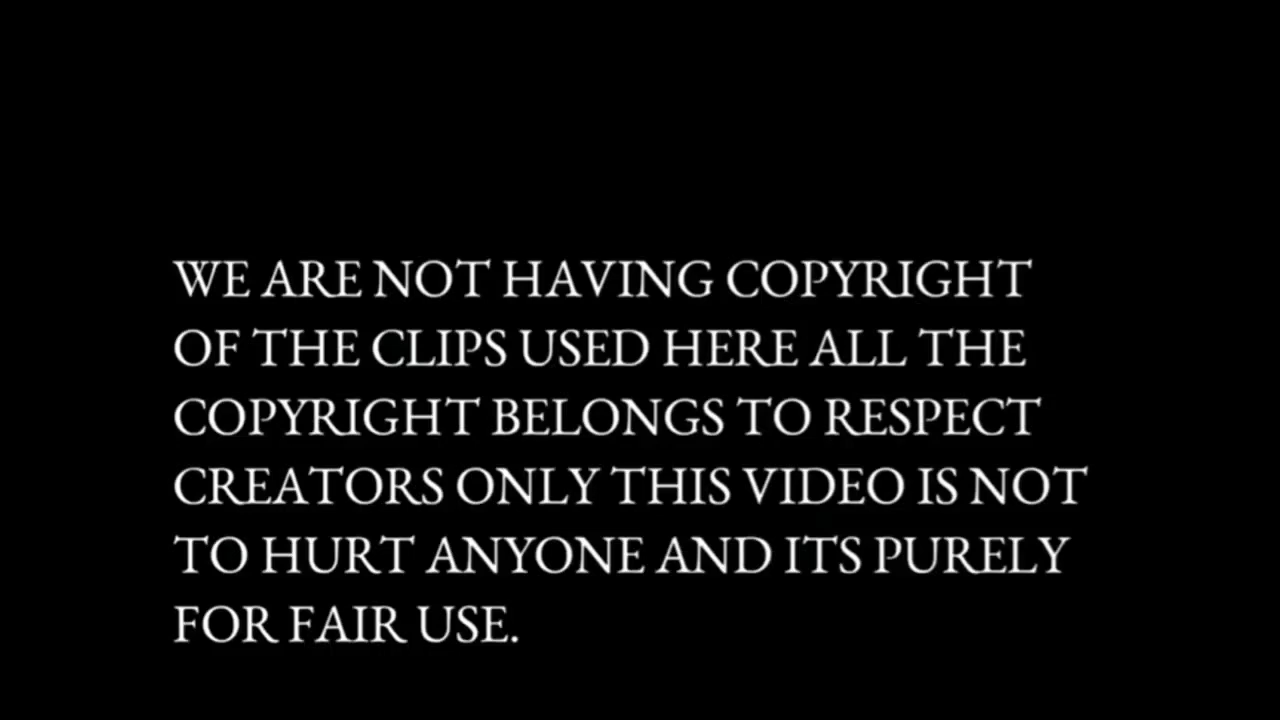 WE ARE NOT HAVING COPYRIGHT
OF THE CLIPS USED HERE ALL THE
COPYRIGHT BELONGS TO RESPECT
CREATORS ONLY THIS VIDEO IS NOT
TO HURT ANYONE AND ITS PURELY
FOR FAIR USE.